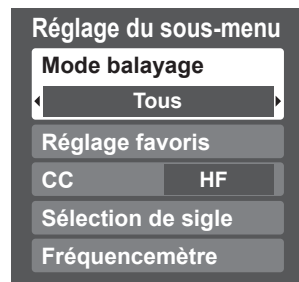 Réglage du sous-menu
Mode balayage
Tous
Réglage favoris
CC HF
Sélection de sigle
Fréquencemètre